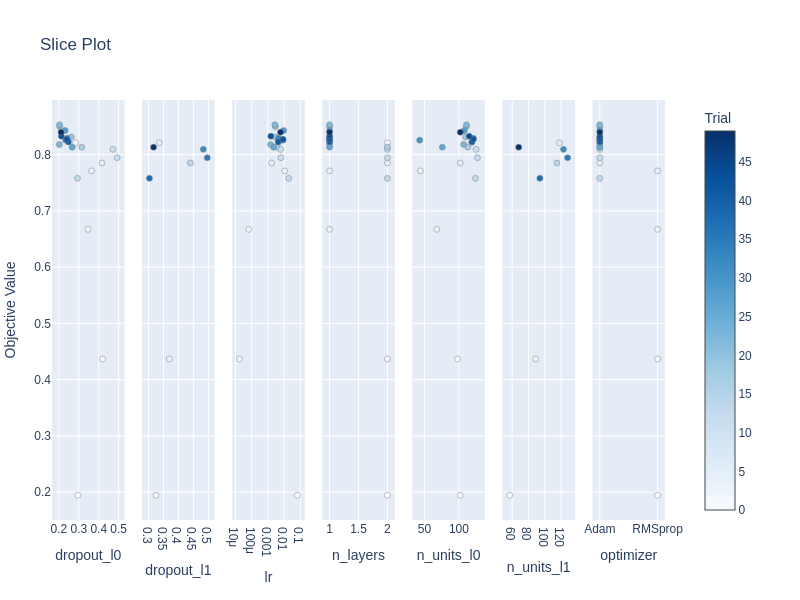 Slice Plot
Trial
Objective Value
0.8
0.7
0.6
0.5
0.4
0.3
0.2
0.2 0.3 0.4 0.5
dropout_l0
0.3 0.35 0.4 0.45 0.5
dropout_l1
10μ 100μ 0.001 0.01 0.1
lr
1 1.5 2
n_layers
50 100
n_units_l0
60 80 100 120
n_units_l1
Adam RMSprop
optimizer
45
40
35
30
25
20
15
10
5
0